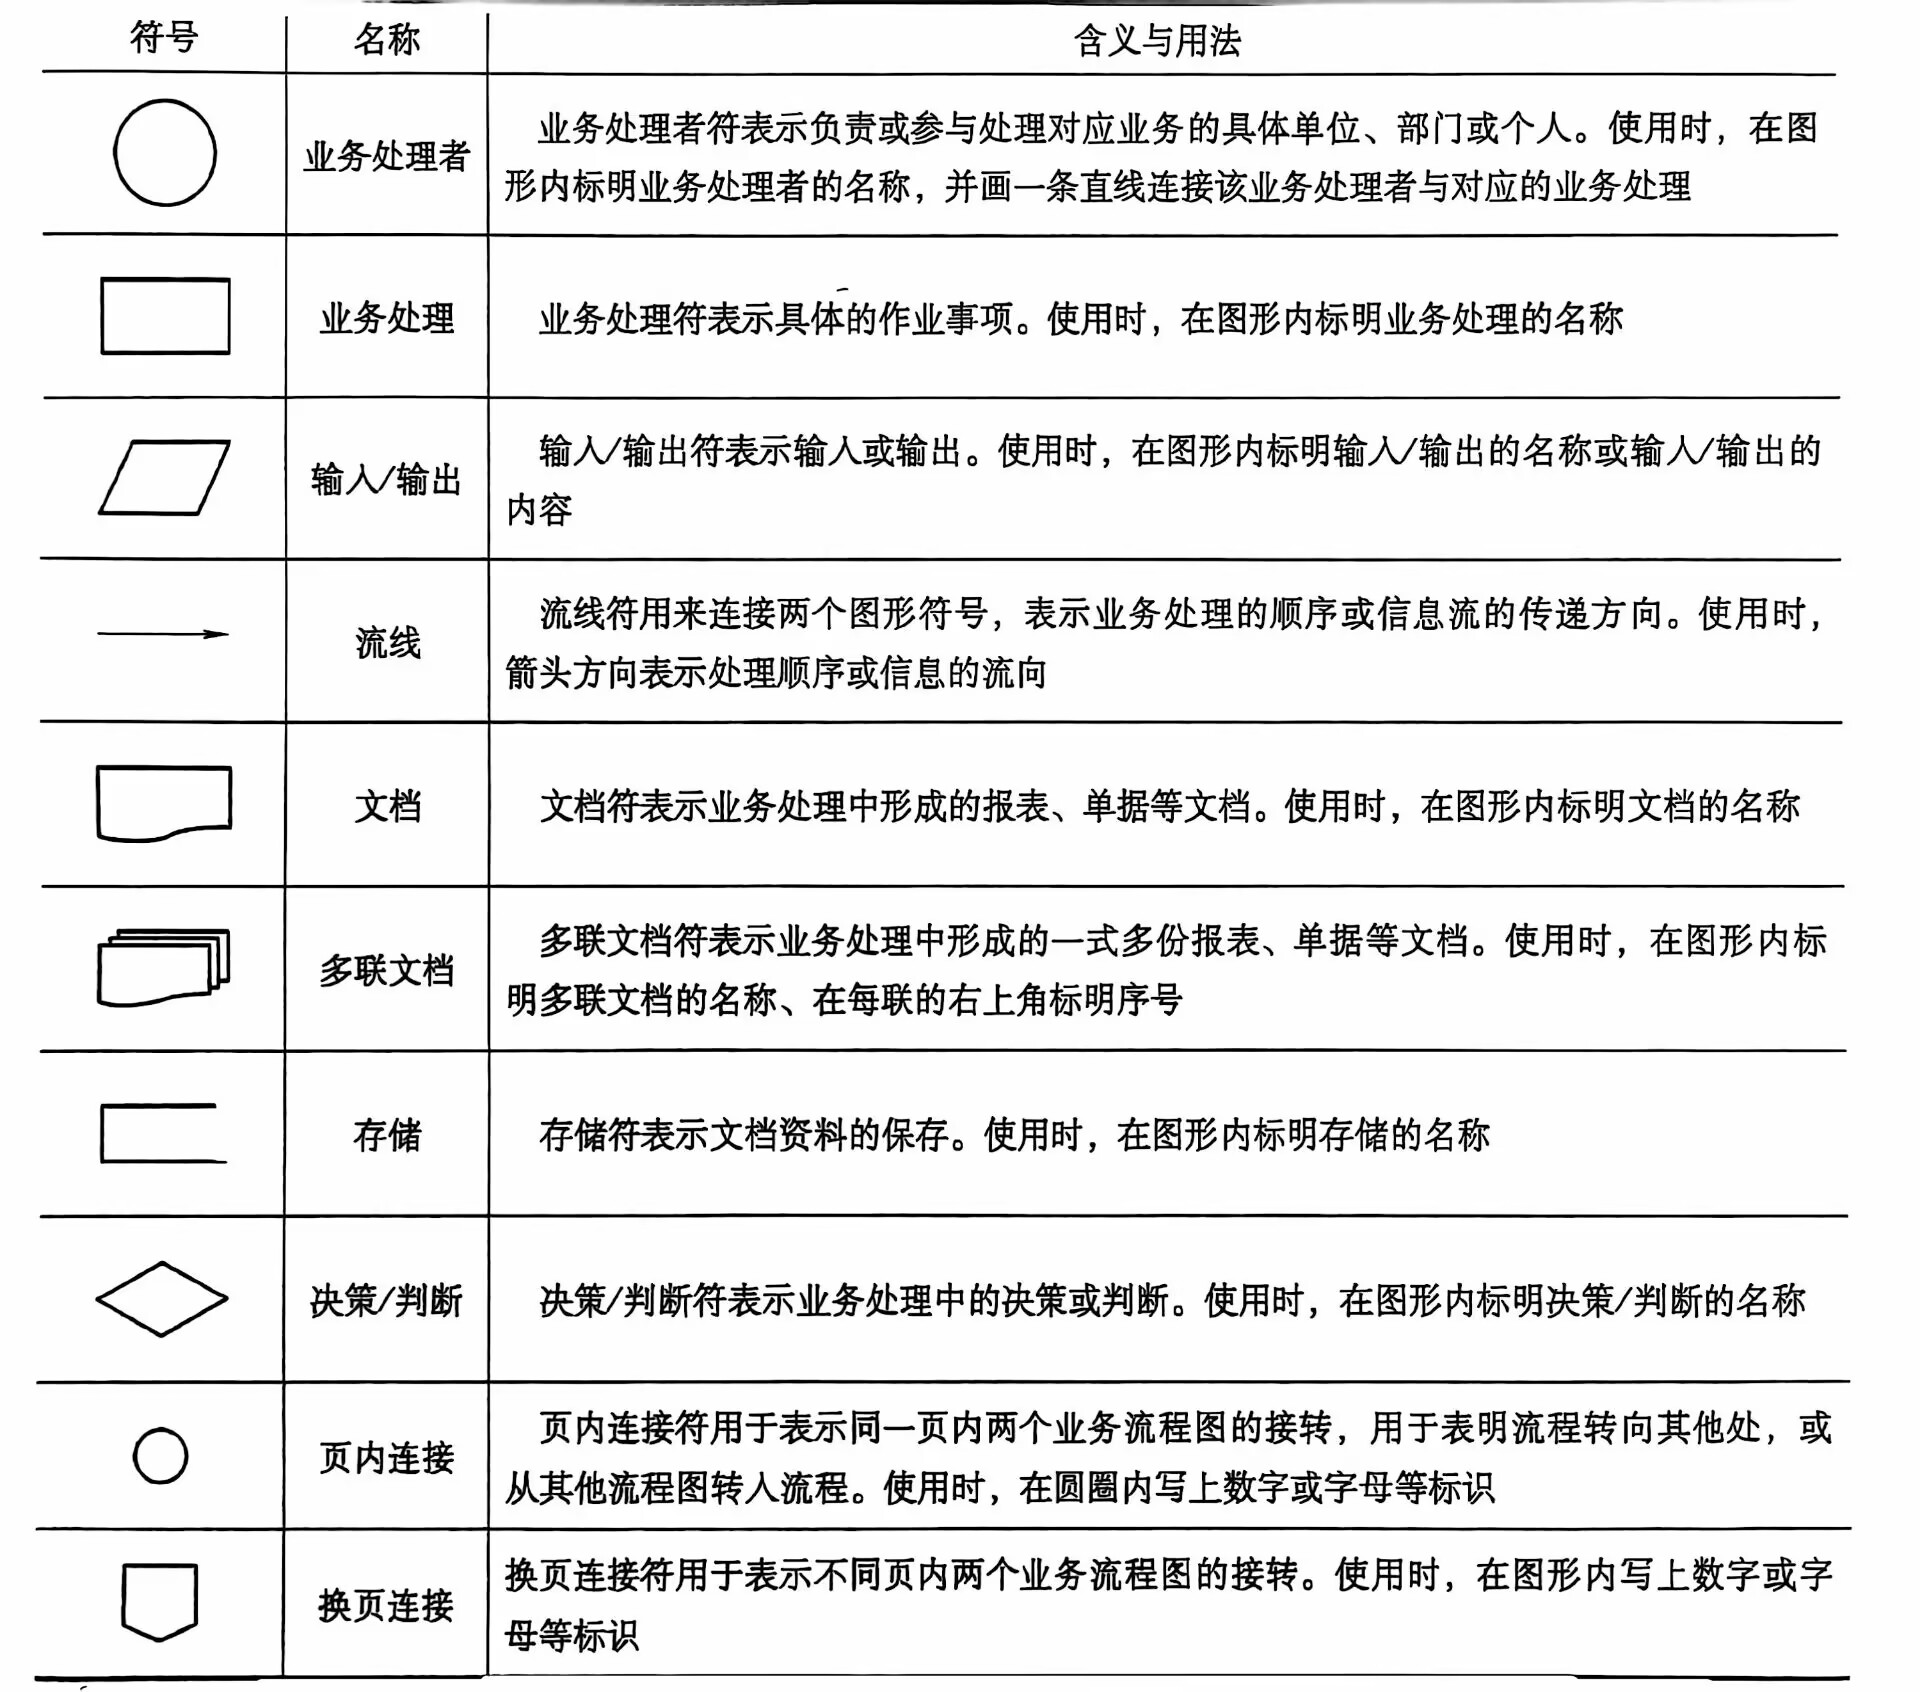 符号 名称 含义与用法
业务处理者 业务处理者符表示负责或参与处理对应业务的具体单位、部门或个人。使用时，在图
形内标明业务处理者的名称，并画一条直线连接该业务处理者与对应的业务处理
业务处理 业务处理符表示具体的作业事项。使用时，在图形内标明业务处理的名称
输入/输出 输入/输出符表示输入或输出。使用时，在图形内标明输入/输出的名称或输入/输出的
内容
流线 流线符用来连接两个图形符号，表示业务处理的顺序或信息流的传递方向。使用时，
箭头方向表示处理顺序或信息的流向
文档 文档符表示业务处理中形成的报表、单据等文档。使用时，在图形内标明文档的名称
多联文档 多联文档符表示业务处理中形成的一式多份报表、单据等文档。使用时，在图形内标
明多联文档的名称、在每联的右上角标明序号
存储 存储符表示文档资料的保存。使用时，在图形内标明存储的名称
决策/判断 决策/判断符表示业务处理中的决策或判断。使用时，在图形内标明决策/判断的名称
页内连接 页内连接符用于表示同一页内两个业务流程图的接转，用于表明流程转向其他处，或
从其他流程图转入流程。使用时，在圆圈内写上数字或字母等标识
换页连接 换页连接符用于表示不同页内两个业务流程图的接转。使用时，在图形内写上数字或字
母等标识